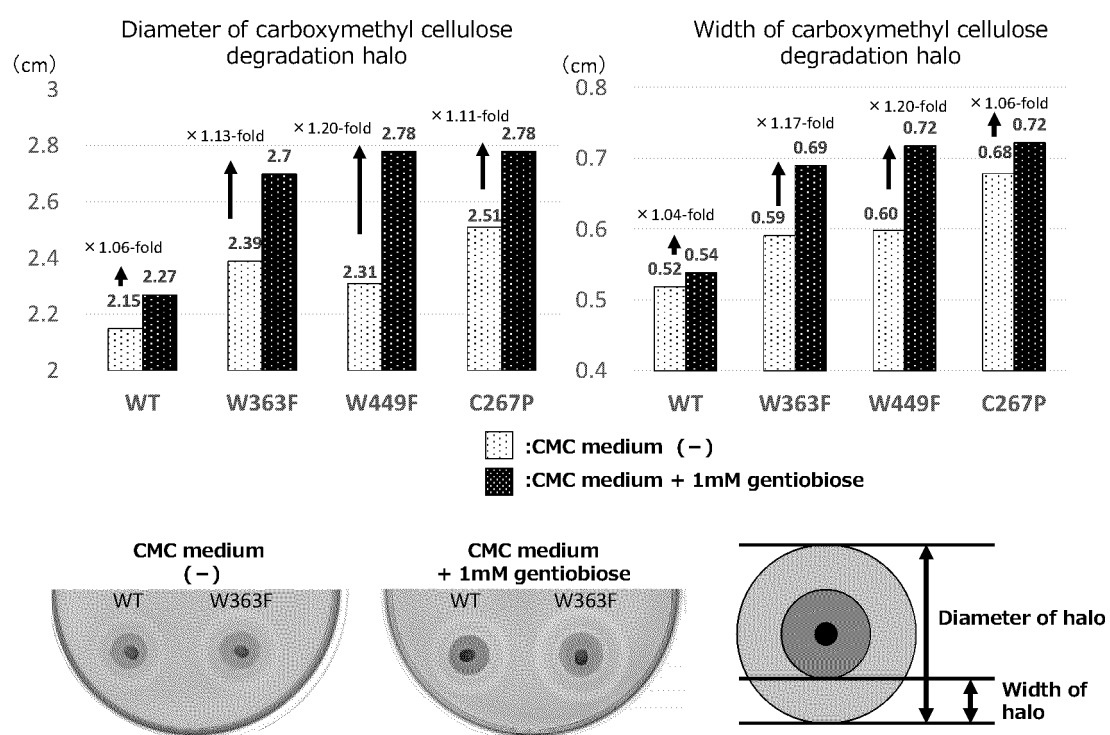 Diameter of carboxymethyl cellulose
degradation halo
(cm)
3
2.8
2.6
2.4
2.2
2
×1.06-fold
×1.13-fold
×1.20-fold
×1.11-fold
2.15
2.27
2.39
2.7
2.31
2.78
2.51
2.78
WT
W363F
W449F
C267P
Width of carboxymethyl cellulose
degradation halo
(cm)
0.8
0.7
0.6
0.5
0.4
×1.04-fold
×1.17-fold
×1.20-fold
×1.06-fold
0.52
0.54
0.59
0.69
0.60
0.72
0.68
0.72
WT
W363F
W449F
C267P
:CMC medium (−)
:CMC medium + 1mM gentiobiose
CMC medium
(−)
WT
W363F
CMC medium
+ 1mM gentiobiose
WT
W363F
Diameter of halo
Width of
halo